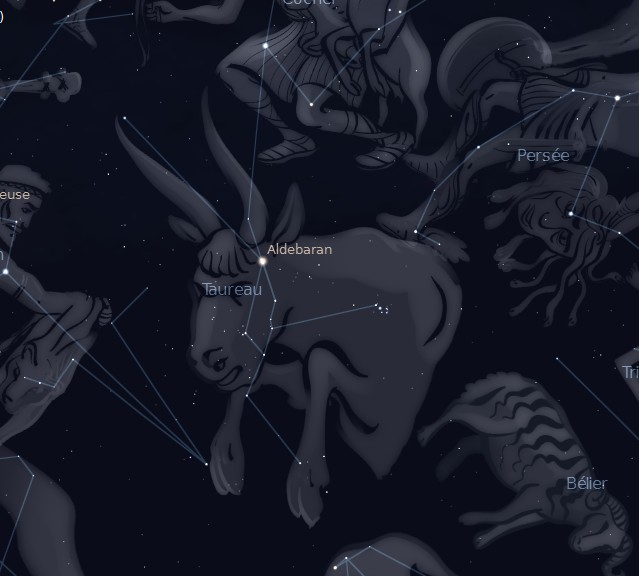 Cocher
)
Persée
euse
Aldebaran
n
Taureau
Tri
Bélier